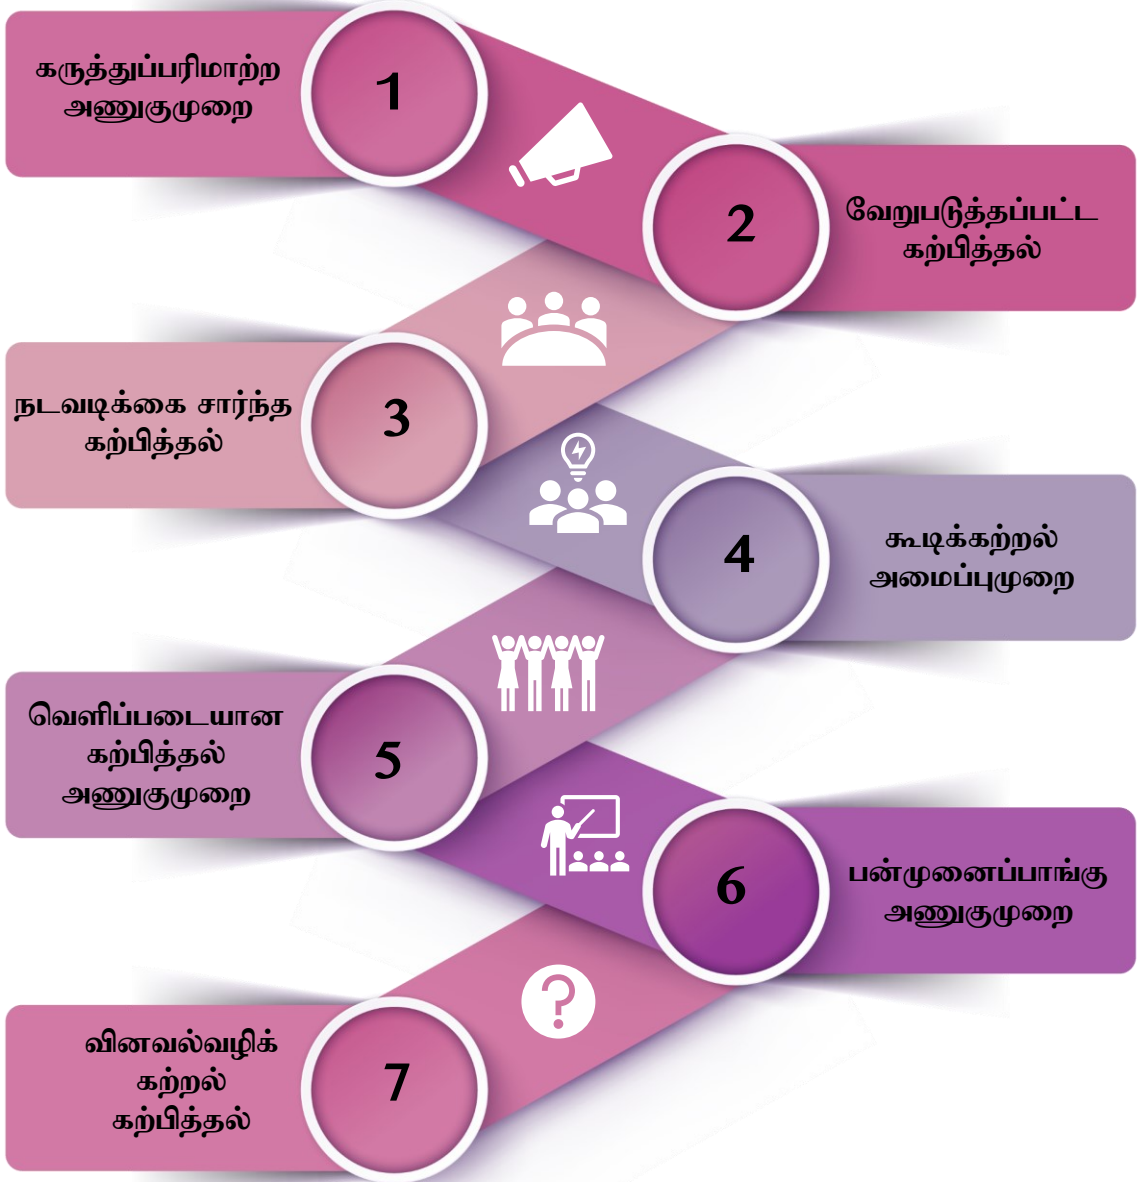 கருத்துப்பரிமாற்ற
அணுகுமுறை
1
2
வேறுபடுத்தப்பட்ட
கற்பித்தல்
நடவடிக்கை சார்ந்த
கற்பித்தல்
3
4
கூடிக்கற்றல்
அமைப்புமுறை
வெளிப்படையான
கற்பித்தல்
அணுகுமுறை
5
6
பன்முனைப்பாங்கு
அணுகுமுறை
வினவல்வழிக்
கற்றல்
கற்பித்தல்
7